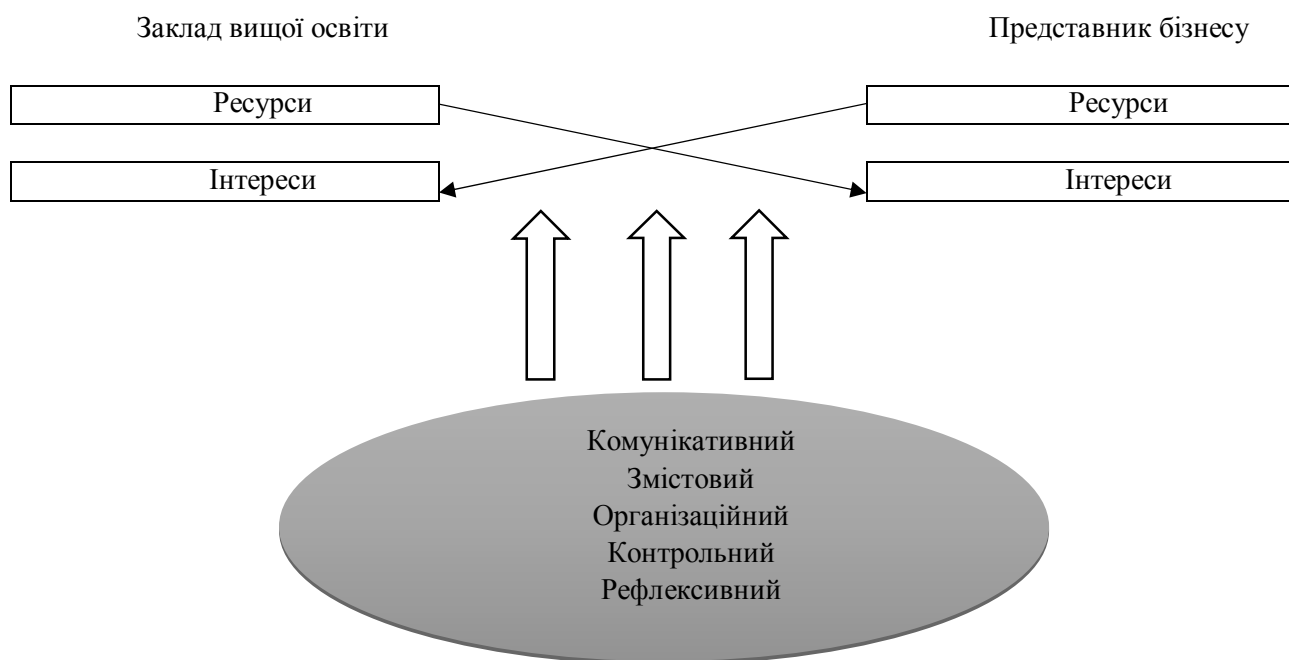 Заклад вищої освіти
Представник бізнесу
Ресурси
Ресурси
Інтереси
Інтереси
Комунікативний
Змістовий
Організаційний
Контрольний
Рефлексивний